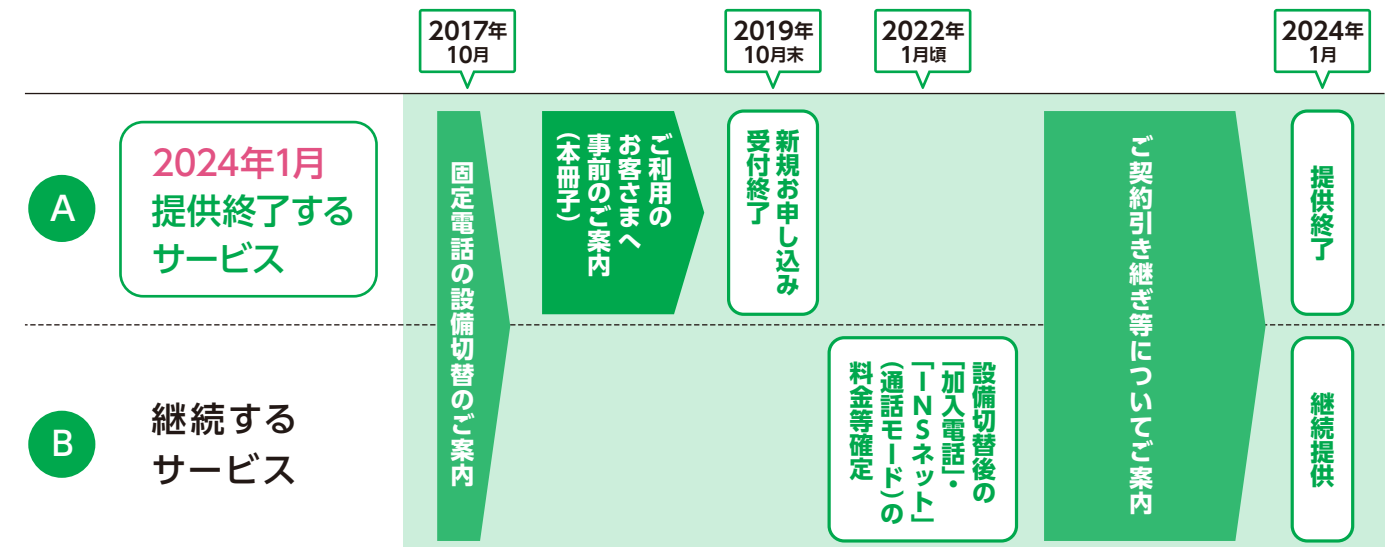 2017年
10月
2019年
10月末
2022年
1月頃
2024年
1月
A
2024年1月
提供終了する
サービス
固定電話の設備切替のご案内
ご利用の
お客さまへ
事前のご案内
（本冊子）
新規お申し込み
受付終了
ご契約引き継ぎ等についてご案内
提供終了
B
継続する
サービス
設備切替後の
「加入電話」・
「INSネット」
（通話モード）の
料金等確定
継続提供